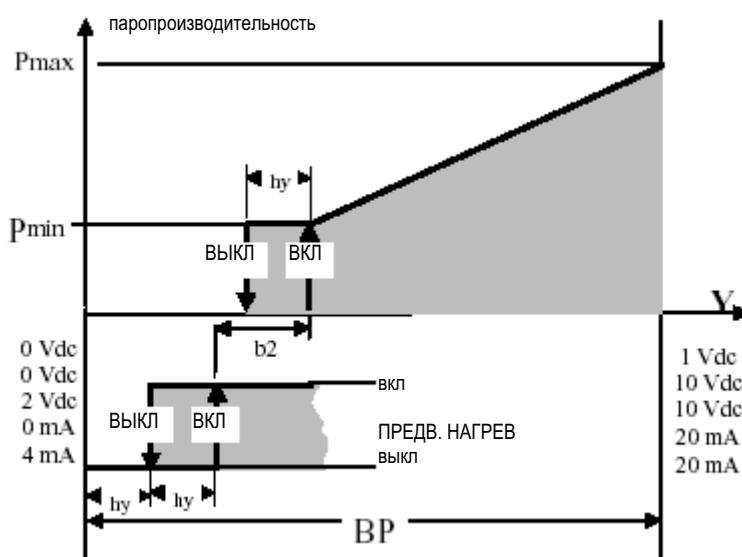 паропроизводительность
Pmax
hy
Pmin
ВЫКЛ
ВКЛ
Y
b2
0 Vdc
0 Vdc
2 Vdc
0 mA
4 mA
1 Vdc
10 Vdc
10 Vdc
20 mA
20 mA
вкл
ВЫКЛ
ВКЛ
ПРЕДВ. НАГРЕВ
выкл
hy
hy
BP